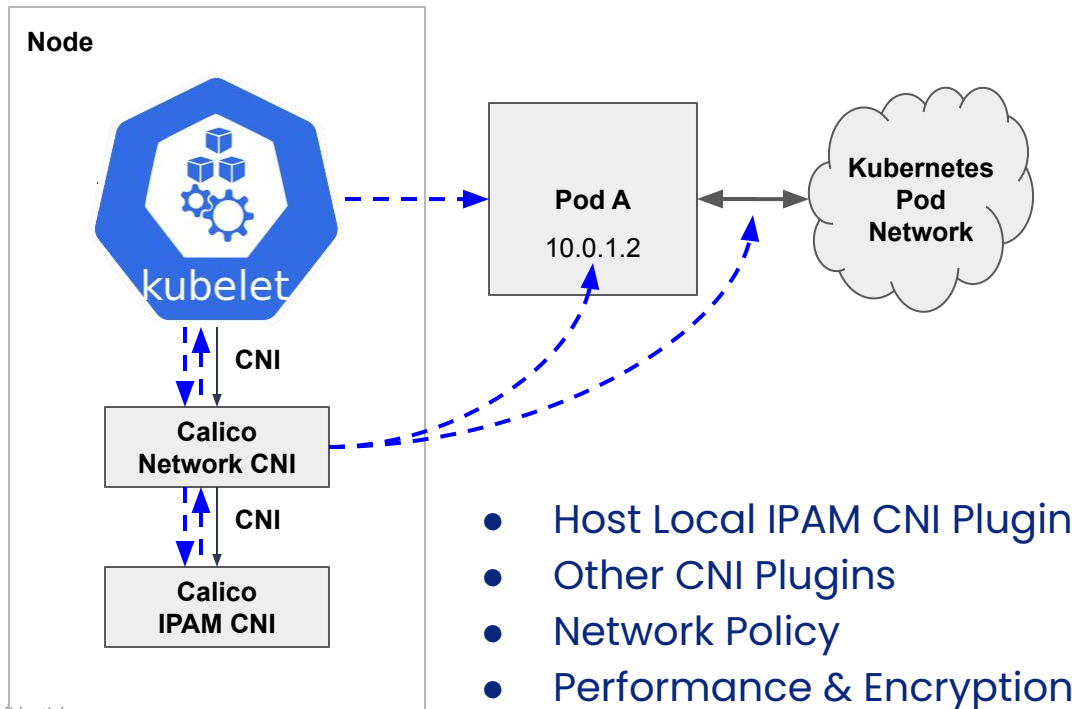 Node
kubelet
CNI
Calico
Network CNI
CNI
Calico
IPAM CNI
Pod A
10.0.1.2
Kubernetes
Pod
Network
● Host Local IPAM CNI Plugin
● Other CNI Plugins
● Network Policy
● Performance & Encryption